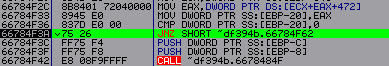 66784F2C 8B8401 72040000 MOV EAX,DWORD PTR DS:[ECX+EAX+472]
66784F33 8945 E0 MOV DWORD PTR SS:[EBP-20],EAX
66784F36 837D E0 00 CMP DWORD PTR SS:[EBP-20],0
66784F3A 75 26 JNZ SHORT ~df394b.66784F62
66784F3C FF75 F4 PUSH DWORD PTR SS:[EBP-C]
66784F3F FF75 F8 PUSH DWORD PTR SS:[EBP-8]
66784F42 E8 08F9FFFF CALL ~df394b.6678484F